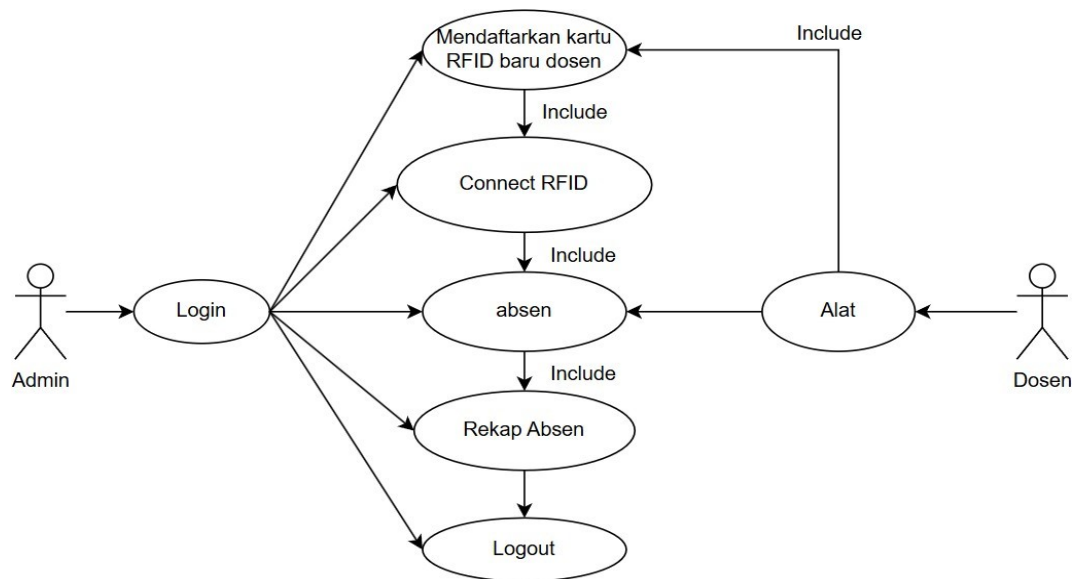 Mendaftarkan kartu
RFID baru dosen
Include
Include
Connect RFID
Include
Login
absen
Alat
Admin
Include
Dosen
Rekap Absen
Logout